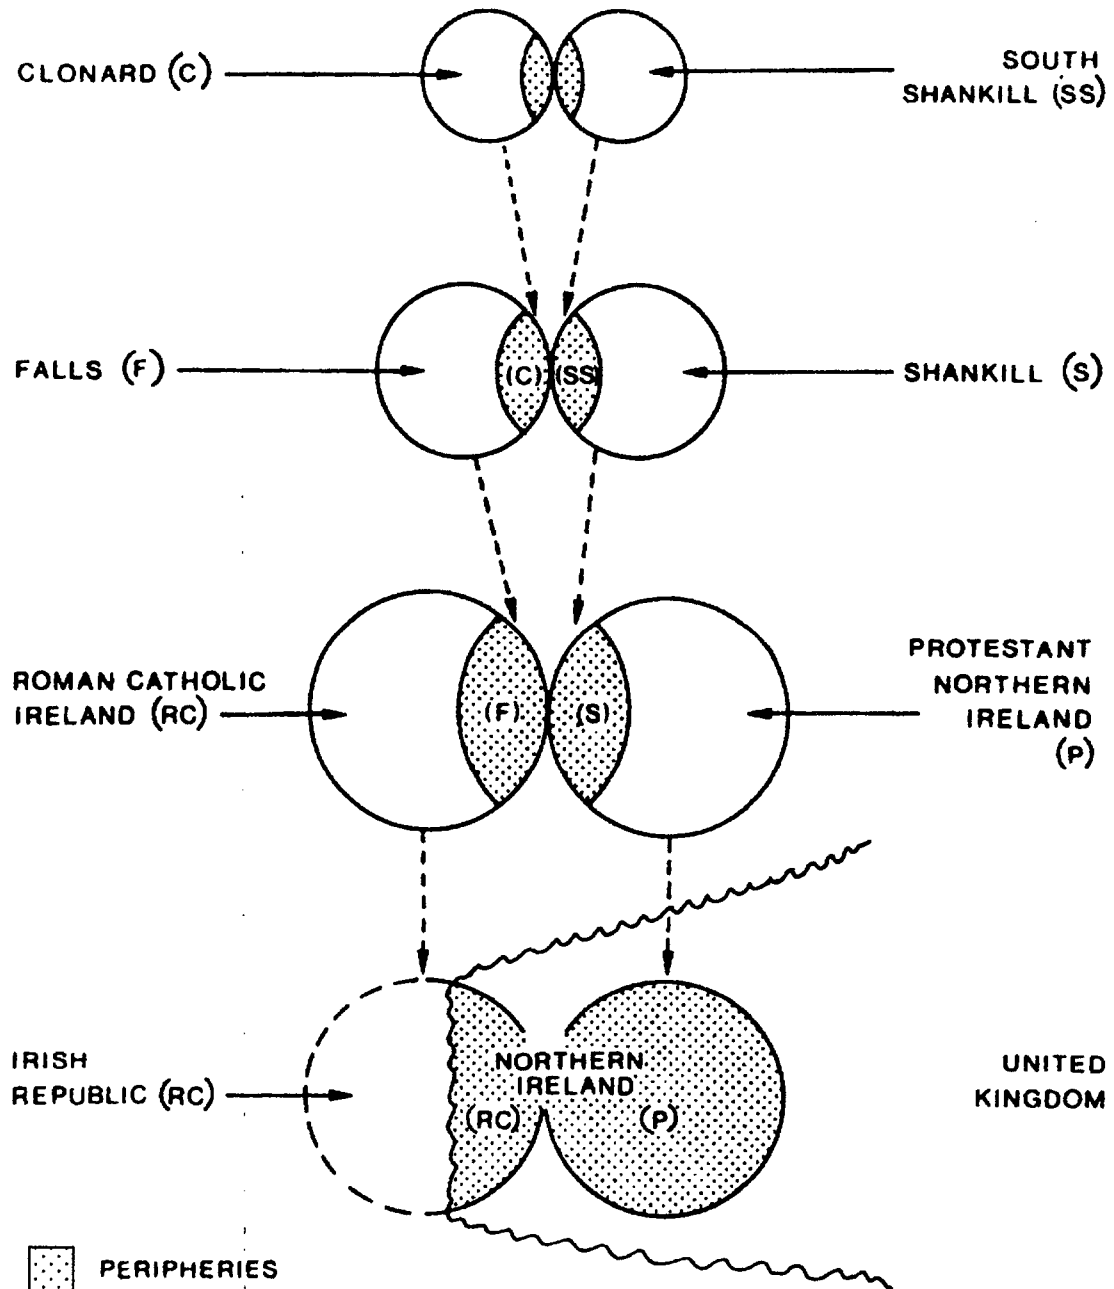 CLONARD (C)
SOUTH
SHANKILL (SS)
FALLS (F)
(C)
(SS)
SHANKILL (S)
ROMAN CATHOLIC
IRELAND (RC)
(F)
(S)
PROTESTANT
NORTHERN
IRELAND
(P)
IRISH
REPUBLIC (RC)
NORTHERN
IRELAND
(RC)
(P)
UNITED
KINGDOM
PERIPHERIES